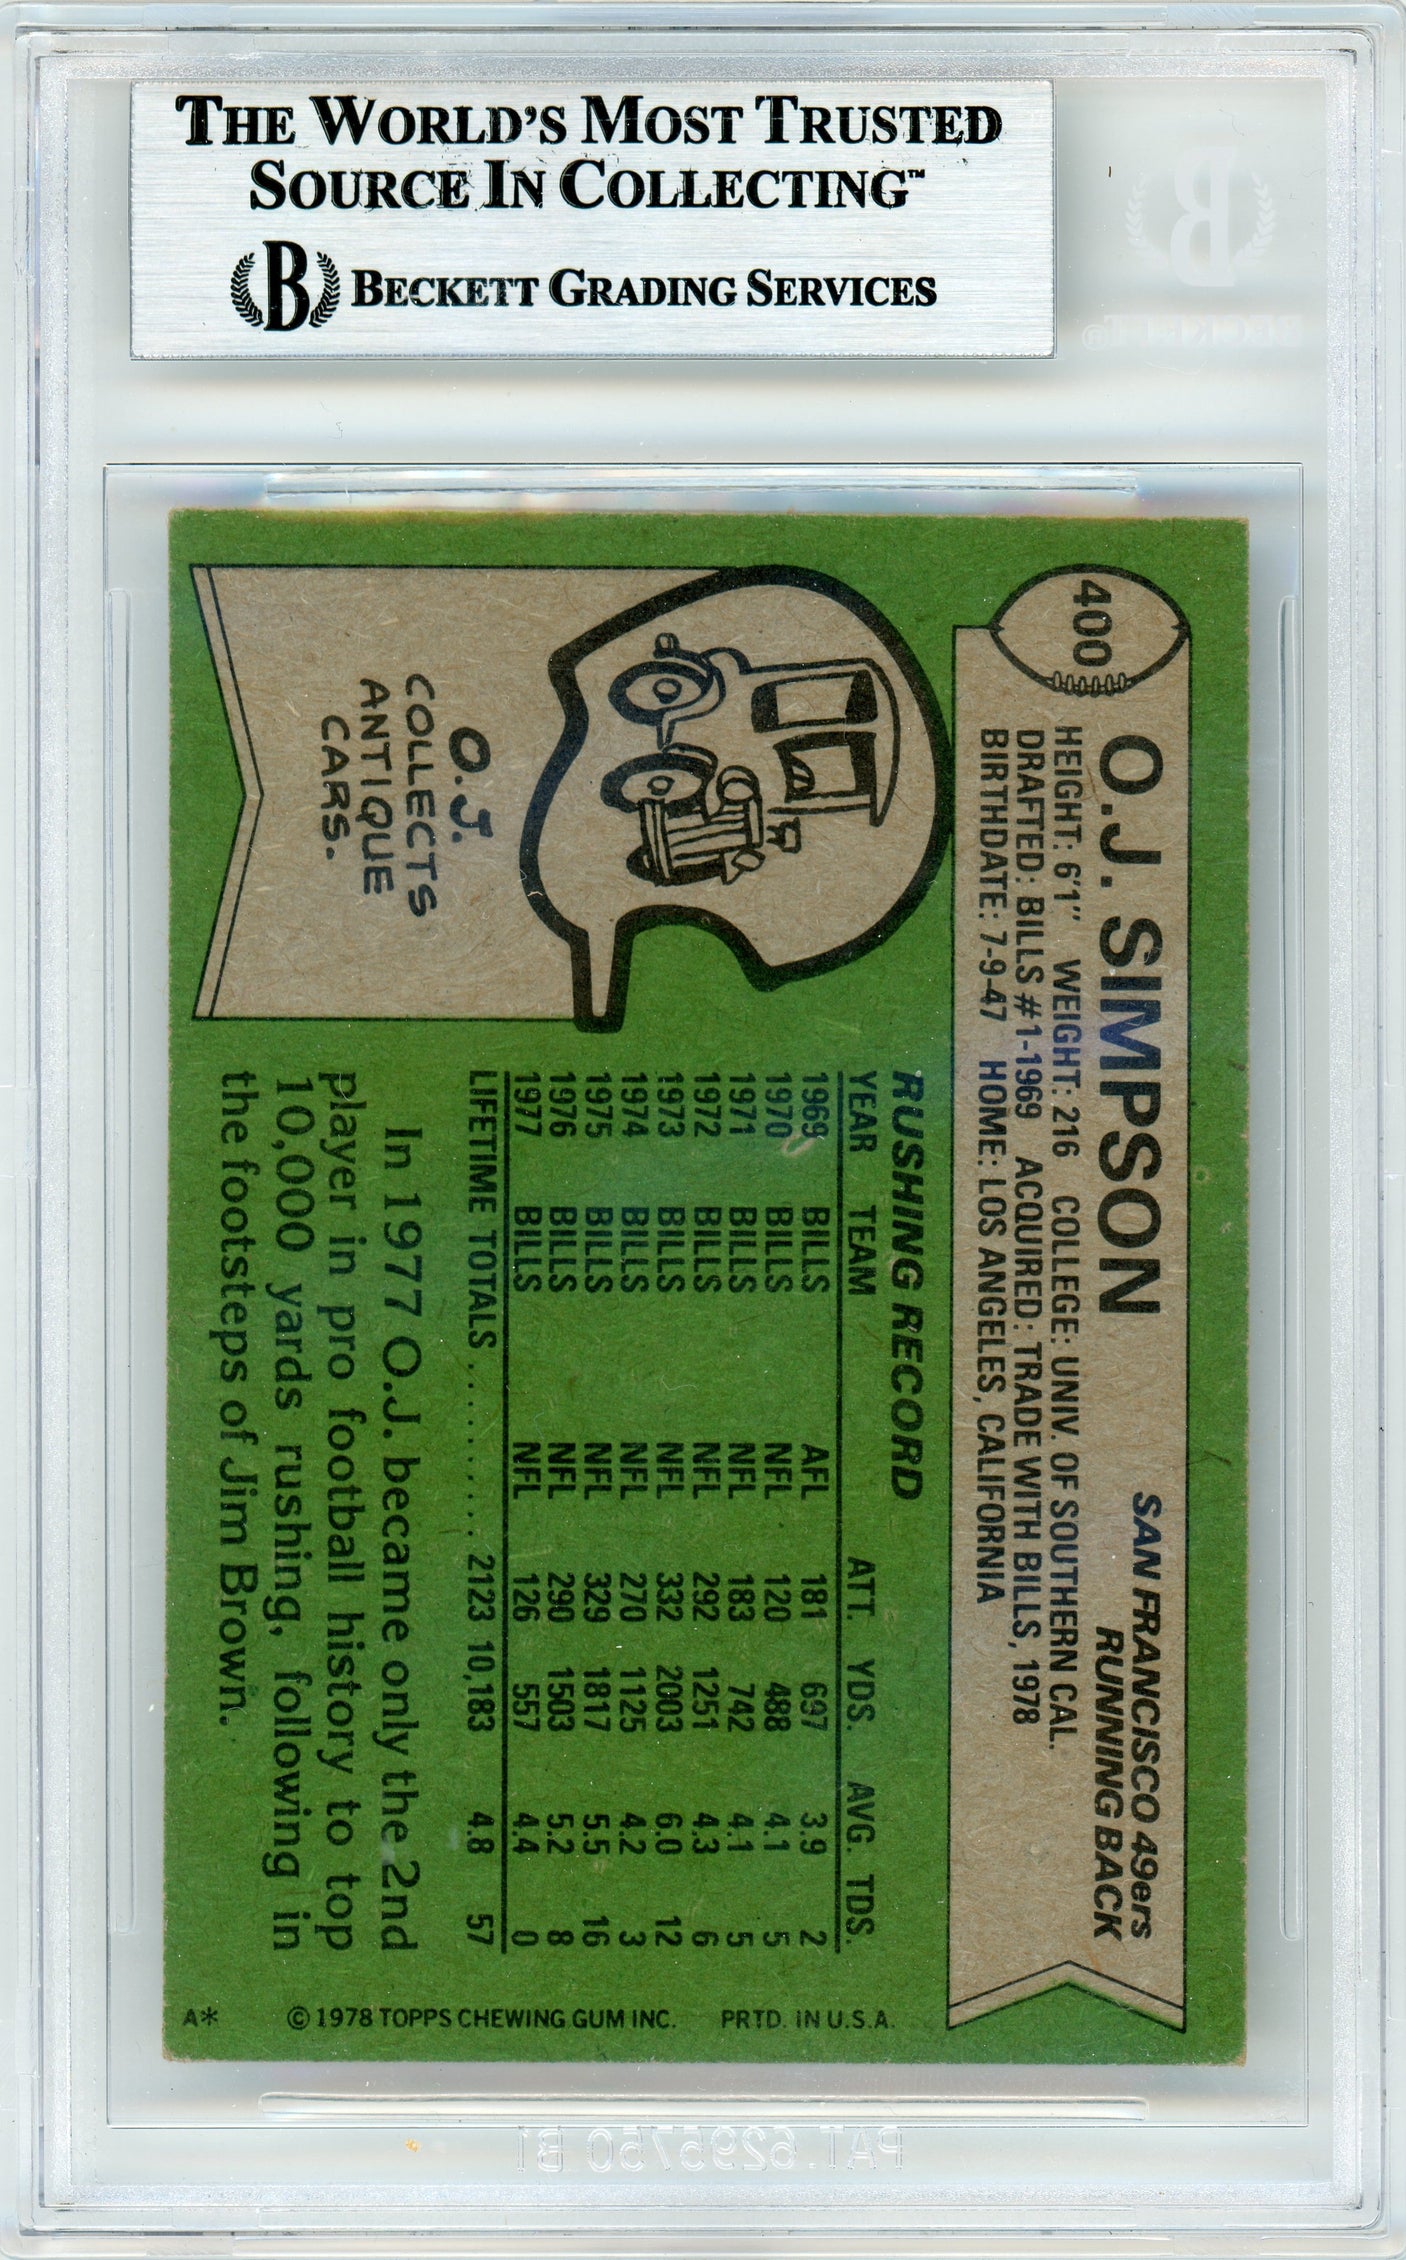 THE WORLD'S MOST TRUSTED
SOURCE IN COLLECTING™
B BECKETT GRADING SERVICES
B
BECKETT®
400
O.J. SIMPSON
SAN FRANCISCO 49ers
RUNNING BACK
HEIGHT: 6'1" WEIGHT: 216 COLLEGE: UNIV. OF SOUTHERN CAL.
DRAFTED: BILLS #1-1969 ACQUIRED: TRADE WITH BILLS, 1978
BIRTHDATE: 7-9-47 HOME: LOS ANGELES, CALIFORNIA
O.J.
COLLECTS
ANTIQUE
CARS.
RUSHING RECORD
YEAR TEAM ATT. YDS. AVG. TDS.
1969 BILLS AFL 181 697 3.9 2
1970 BILLS NFL 120 488 4.1 5
1971 BILLS NFL 183 742 4.1 5
1972 BILLS NFL 292 1251 4.3 6
1973 BILLS NFL 332 2003 6.0 12
1974 BILLS NFL 270 1125 4.2 3
1975 BILLS NFL 329 1817 5.5 16
1976 BILLS NFL 290 1503 5.2 8
1977 BILLS NFL 126 557 4.4 0
LIFETIME TOTALS ......... 2123 10,183 4.8 57
In 1977 O.J. became only the 2nd
player in pro football history to top
10,000 yards rushing, following in
the footsteps of Jim Brown.
A* © 1978 TOPPS CHEWING GUM INC. PRTD. IN U.S.A.
PAT. 6295750 B1